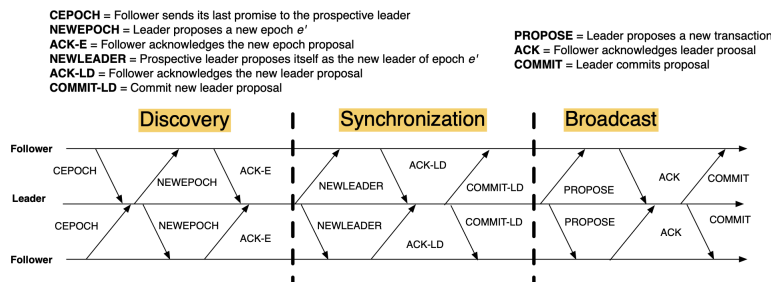 CEPOCH = Follower sends its last promise to the prospective leader
NEWEPOCH = Leader proposes a new epoch e'
ACK-E = Follower acknowledges the new epoch proposal
NEWLEADER = Prospective leader proposes itself as the new leader of epoch e'
ACK-LD = Follower acknowledges the new leader proposal
COMMIT-LD = Commit new leader proposal
PROPOSE = Leader proposes a new transaction
ACK = Follower acknowledges leader proosal
COMMIT = Leader commits proposal
Discovery
Synchronization
Broadcast
Follower
CEPOCH
NEWEPOCH
ACK-E
NEWLEADER
ACK-LD
COMMIT-LD
PROPOSE
ACK
COMMIT
Leader
CEPOCH
NEWEPOCH
ACK-E
NEWLEADER
ACK-LD
COMMIT-LD
PROPOSE
ACK
COMMIT
Follower